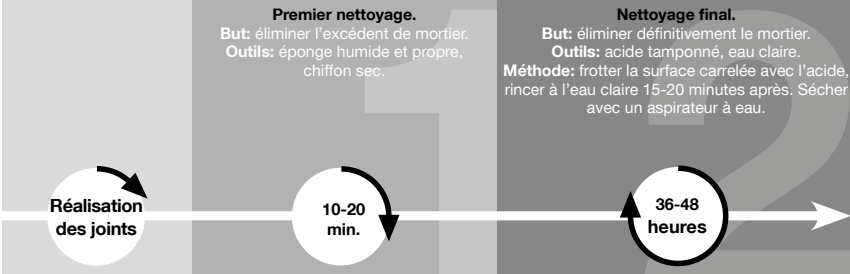 Premier nettoyage.
But: éliminer l'excédent de mortier.
Outils: éponge humide et propre,
chiffon sec.
1
Nettoyage final.
But: éliminer définitivement le mortier.
Outils: acide tamponné, eau claire.
Méthode: frotter la surface carrelée avec l'acide,
rincer à l'eau claire 15-20 minutes après. Sécher
avec un aspirateur à eau.
2
Réalisation
des joints
10-20
min.
36-48
heures